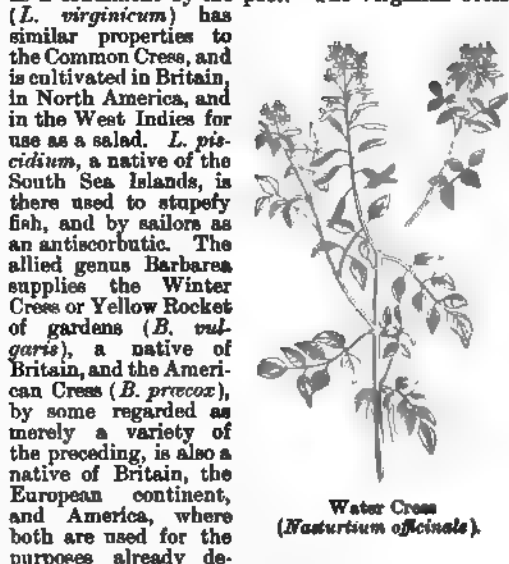 (L. virginicum) has
similar properties to
the Common Cress, and
is cultivated in Britain,
in North America, and
in the West Indies for
use as a salad. L. pis-
cidium, a native of the
South Sea Islands, is
there used to stupefy
fish, and by sailors as
an antiscorbutic. The
allied genus Barbarea
supplies the Winter
Cress or Yellow Rocket
of gardens (B. vul-
garis), a native of
Britain, and the Ameri-
can Cress (B. præcox),
by some regarded as
merely a variety of
the preceding, is also a
native of Britain, the
European continent,
and America, where
both are used for the
purposes already de-
Water Cress
(Nasturtium officinale).